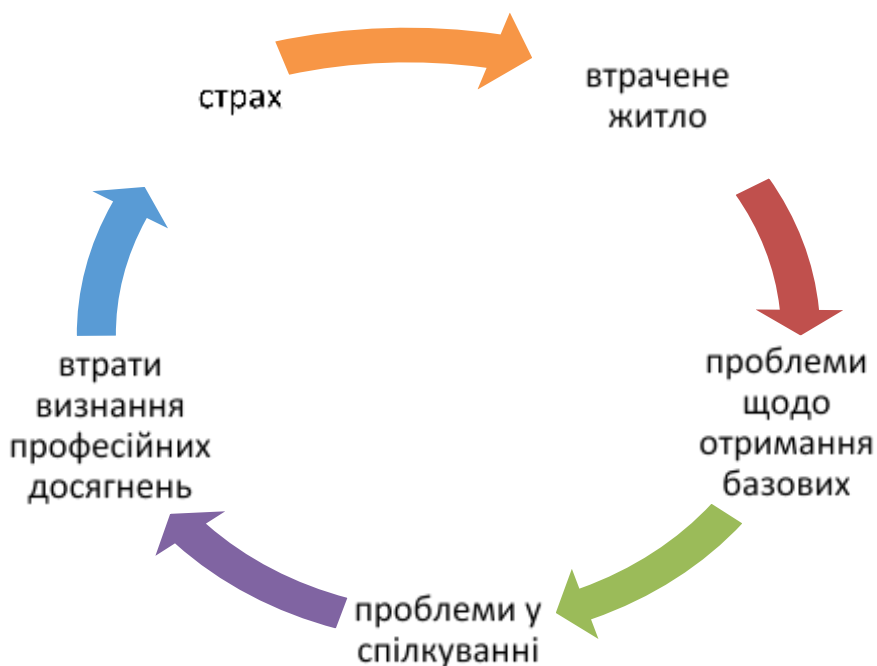 страх
втрачене
житло
проблеми
щодо
отримання
базових
проблеми у
спілкуванні
втрати
визнання
професійних
досягнень